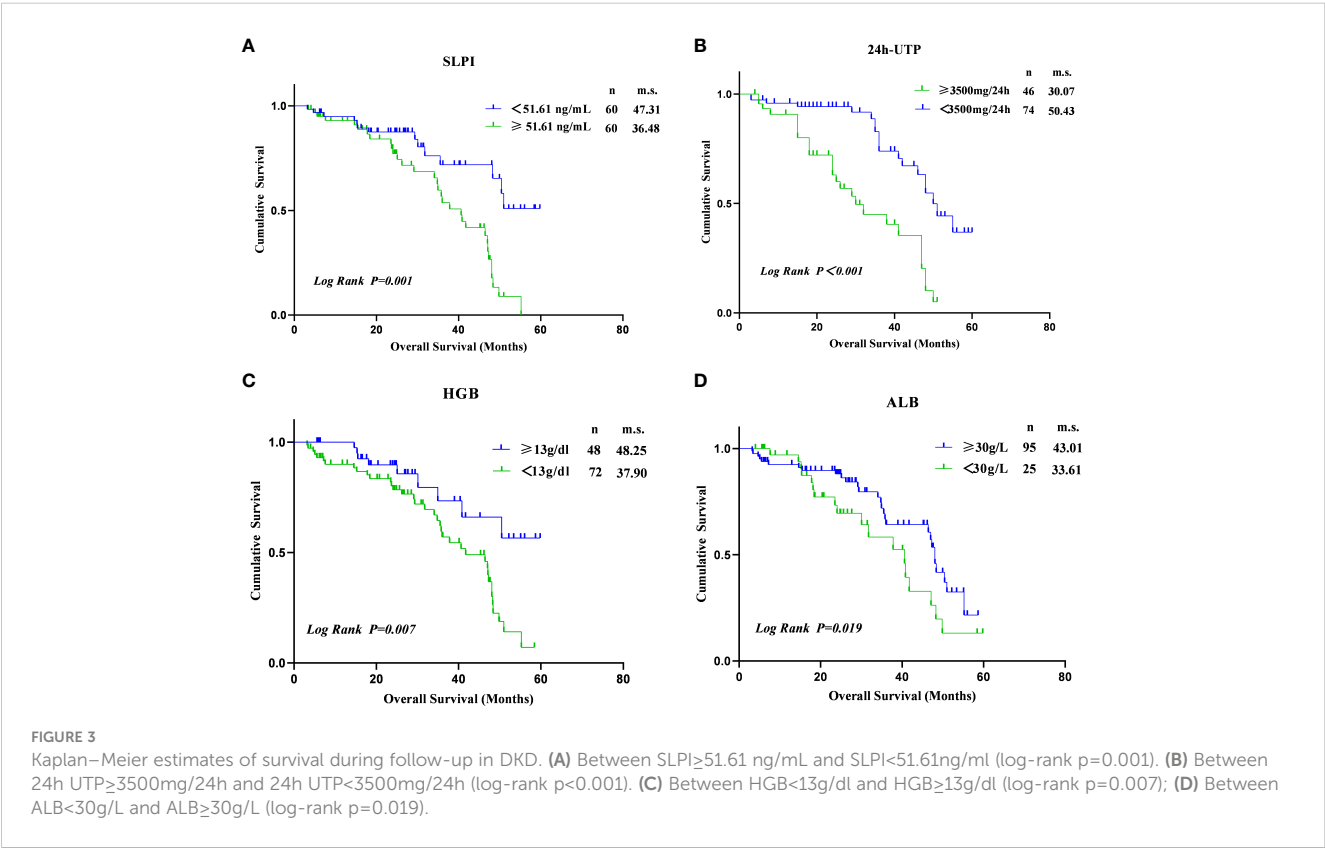 A
SLPI
n m.s.
<51.61 ng/mL 60 47.31
⩾ 51.61 ng/mL 60 36.48
1.0
0.5
0.0
Cumulative Survival
Log Rank P=0.001
0 20 40 60 80
Overall Survival (Months)
B
24h-UTP
n m.s.
⩾3500mg/24h 46 30.07
<3500mg/24h 74 50.43
1.0
0.5
0.0
Cumulative Survival
Log Rank P<0.001
0 20 40 60 80
Overall Survival (Months)
C
HGB
n m.s.
⩾13g/dl 48 48.25
<13g/dl 72 37.90
1.0
0.5
0.0
Cumulative Survival
Log Rank P=0.007
0 20 40 60 80
Overall Survival (Months)
D
ALB
n m.s.
⩾30g/L 95 43.01
<30g/L 25 33.61
1.0
0.5
0.0
Cumulative Survival
Log Rank P=0.019
0 20 40 60 80
Overall Survival (Months)
FIGURE 3
Kaplan–Meier estimates of survival during follow-up in DKD. (A) Between SLPI≥51.61 ng/mL and SLPI<51.61ng/ml (log-rank p=0.001). (B) Between
24h UTP≥3500mg/24h and 24h UTP<3500mg/24h (log-rank p<0.001). (C) Between HGB<13g/dl and HGB≥13g/dl (log-rank p=0.007); (D) Between
ALB<30g/L and ALB≥30g/L (log-rank p=0.019).